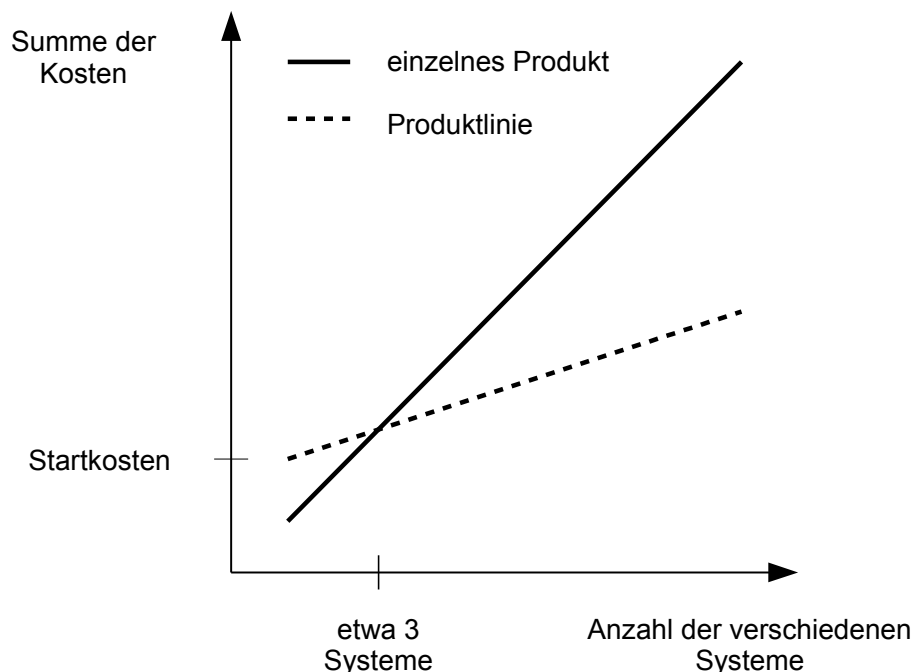 Summe der
Kosten
einzelnes Produkt
Produktlinie
Startkosten
etwa 3
Systeme
Anzahl der verschiedenen
Systeme